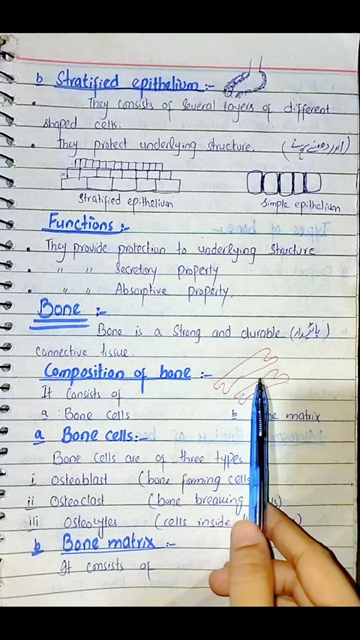 b Stratified epithelium :-
They consists of several layers of different
shaped cells.
They protect underlying structure.
Stratified epithelium
Simple epithelium
Functions :-
They provide protection to underlying structure
" " Secretory property
" " Absorptive property.
Bone :-
Bone is a strong and durable (پائیدار)
connective tissue.
Composition of bone :-
It consists of
a : Bone cells b matrix
a Bone cells :-
Bone cells are of three types
i Osteoblast (bone forming cells
ii Osteoclast (bone breaking
iii Osteocytes (cells inside
b Bone matrix :-
It consists of